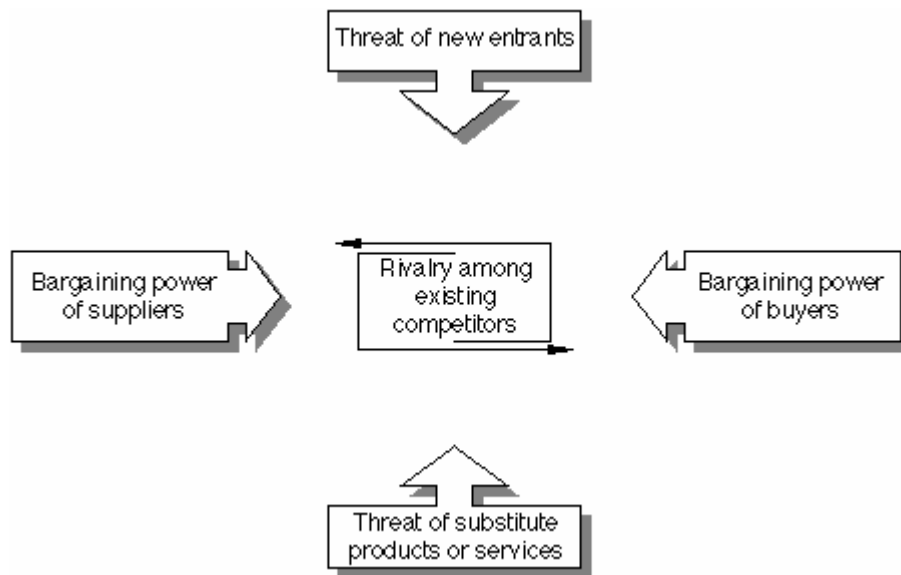 Threat of new entrants
Bargaining power
of suppliers
Rivalry among
existing
competitors
Bargaining power
of buyers
Threat of substitute
products or services